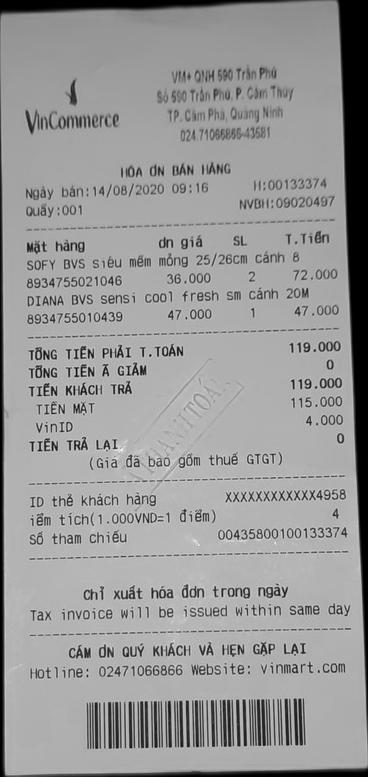 VinCommerce
VM+ QNH 590 Trần Phú
Số 590 Trần Phú, P. Cẩm Thủy
TP. Cẩm Phả, Quảng Ninh
024.71066866-43581
HÓA ĐN BÁN HÀNG
Ngày bán:14/08/2020 09:16 H:00133374
Quầy:001 NVBH:09020497
Mặt hàng đn giá SL T.Tiền
SOFY BVS siêu mềm mỏng 25/26cm cánh 8
8934755021046 36.000 2 72.000
DIANA BVS sensi cool fresh sm cánh 20M
8934755010439 47.000 1 47.000
TỔNG TIỀN PHẢI T.TOÁN 119.000
TỔNG TIỀN Ã GIẢM 0
TIỀN KHÁCH TRẢ 119.000
TIỀN MẶT 115.000
VinID 4.000
TIỀN TRẢ LẠI 0
(Giá đã bao gồm thuế GTGT)
ID thẻ khách hàng XXXXXXXXXXXX4958
iểm tích(1.000VND=1 điểm) 4
Số tham chiếu 00435800100133374
Chỉ xuất hóa đơn trong ngày
Tax invoice will be issued within same day
CÁM ƠN QUÝ KHÁCH VÀ HẸN GẶP LẠI
Hotline: 02471066866 Website: vinmart.com